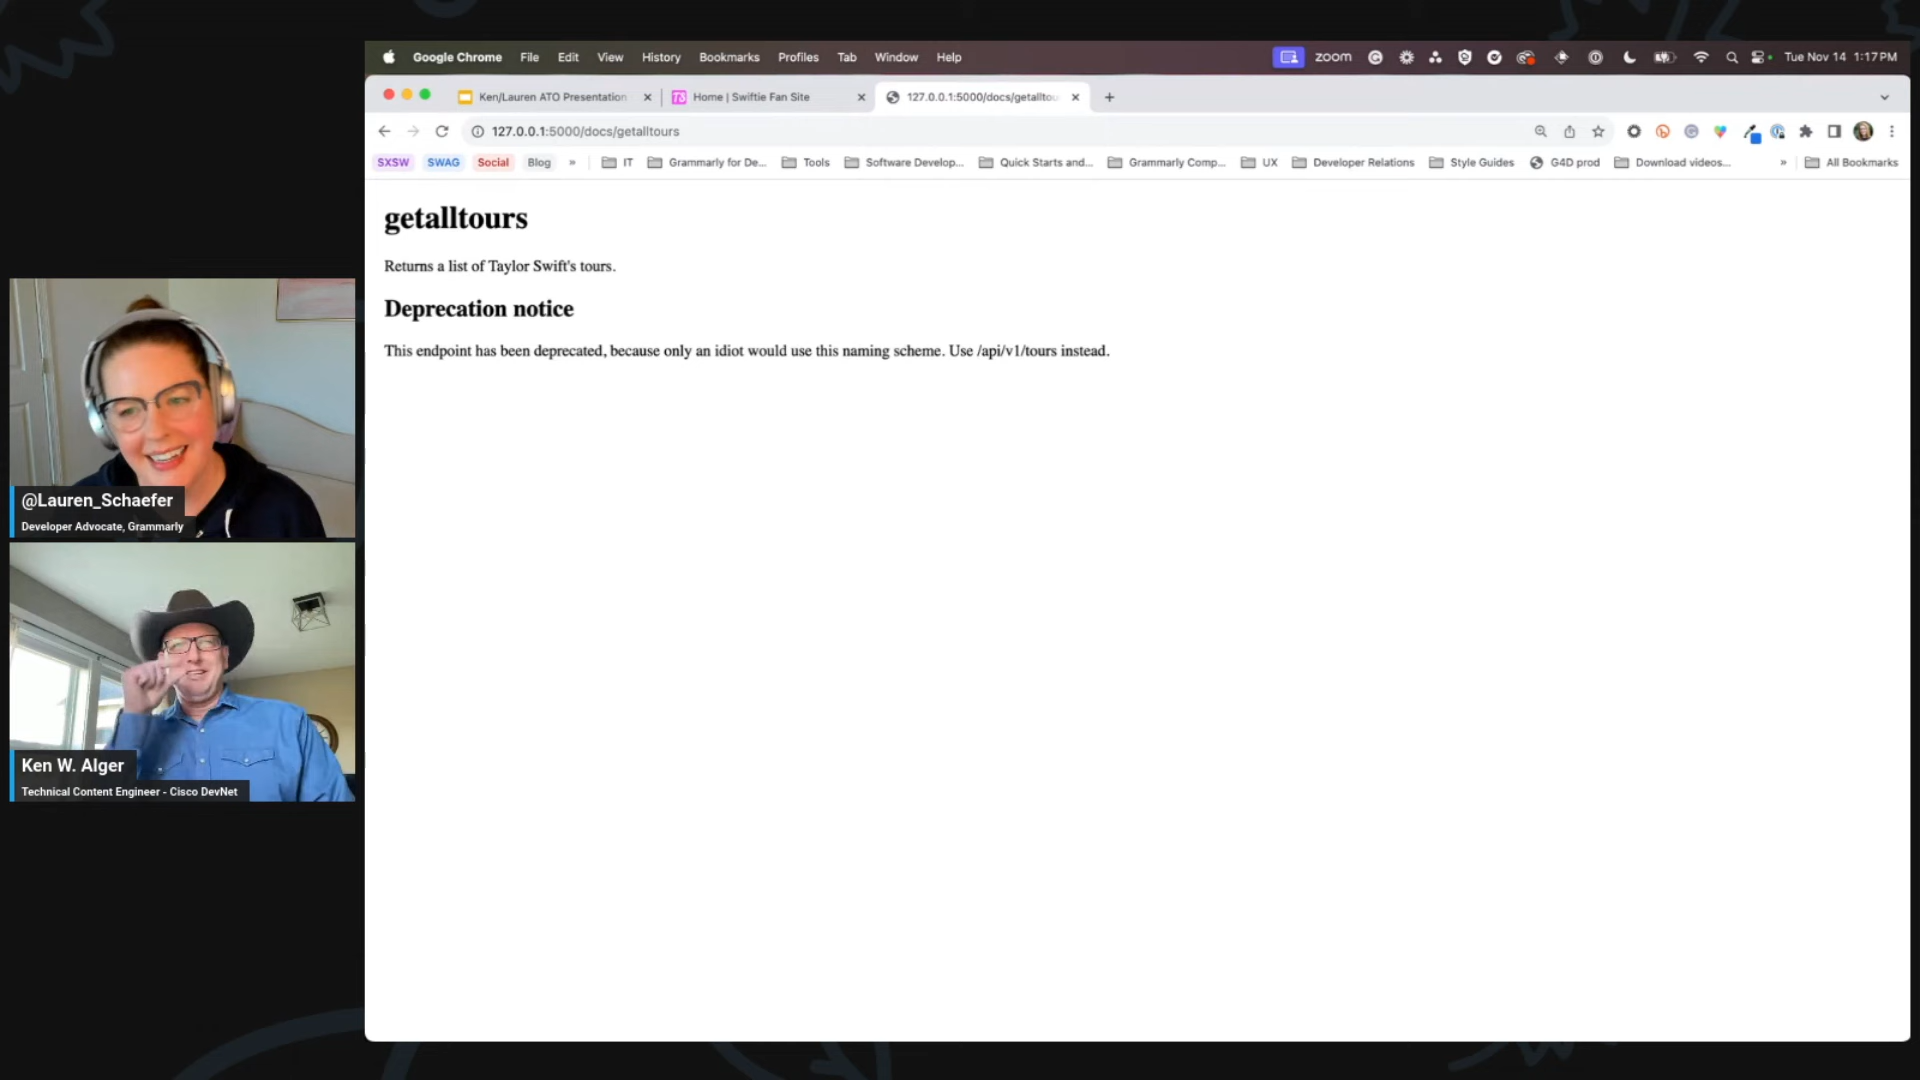 Google Chrome File Edit View History Bookmarks Profiles Tab Window Help zoom Tue Nov 14 1:17 PM
Ken/Lauren ATO Presentation
TS Home | Swiftie Fan Site
127.0.0.1:5000/docs/getalltou
127.0.0.1:5000/docs/getalltours
SXSW SWAG Social Blog » IT Grammarly for De... Tools Software Develop... Quick Starts and... Grammarly Comp... UX Developer Relations Style Guides G4D prod Download videos... » All Bookmarks
getalltours
Returns a list of Taylor Swift's tours.
Deprecation notice
This endpoint has been deprecated, because only an idiot would use this naming scheme. Use /api/v1/tours instead.
@Lauren_Schaefer
Developer Advocate, Grammarly
Ken W. Alger
Technical Content Engineer - Cisco DevNet